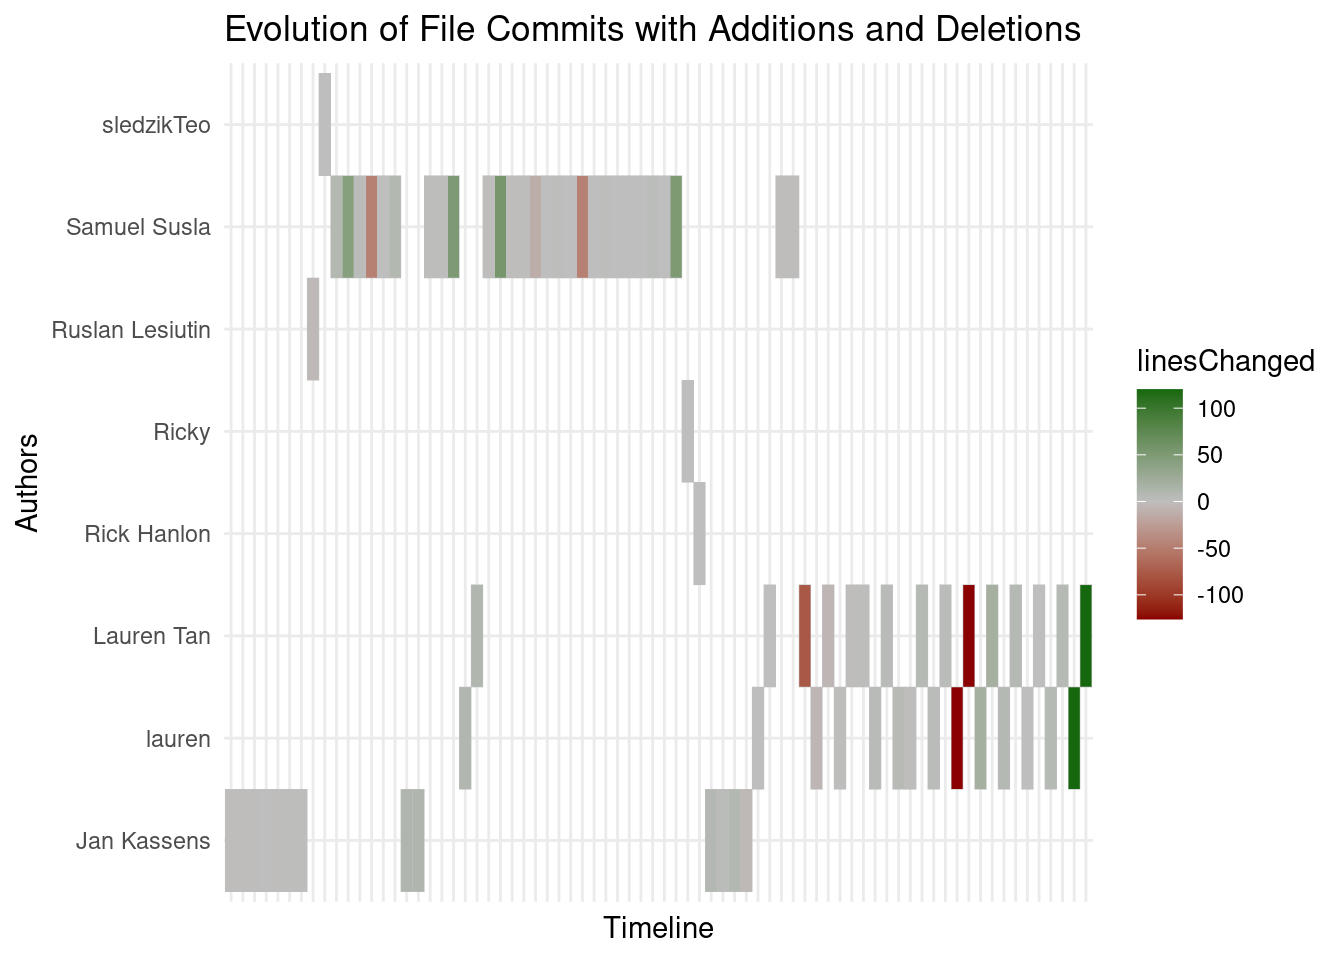 Evolution of File Commits with Additions and Deletions
sledzikTeo
Samuel Susla
Ruslan Lesiutin
Ricky
Rick Hanlon
Lauren Tan
lauren
Jan Kassens
Authors
Timeline
linesChanged
100
50
0
-50
-100